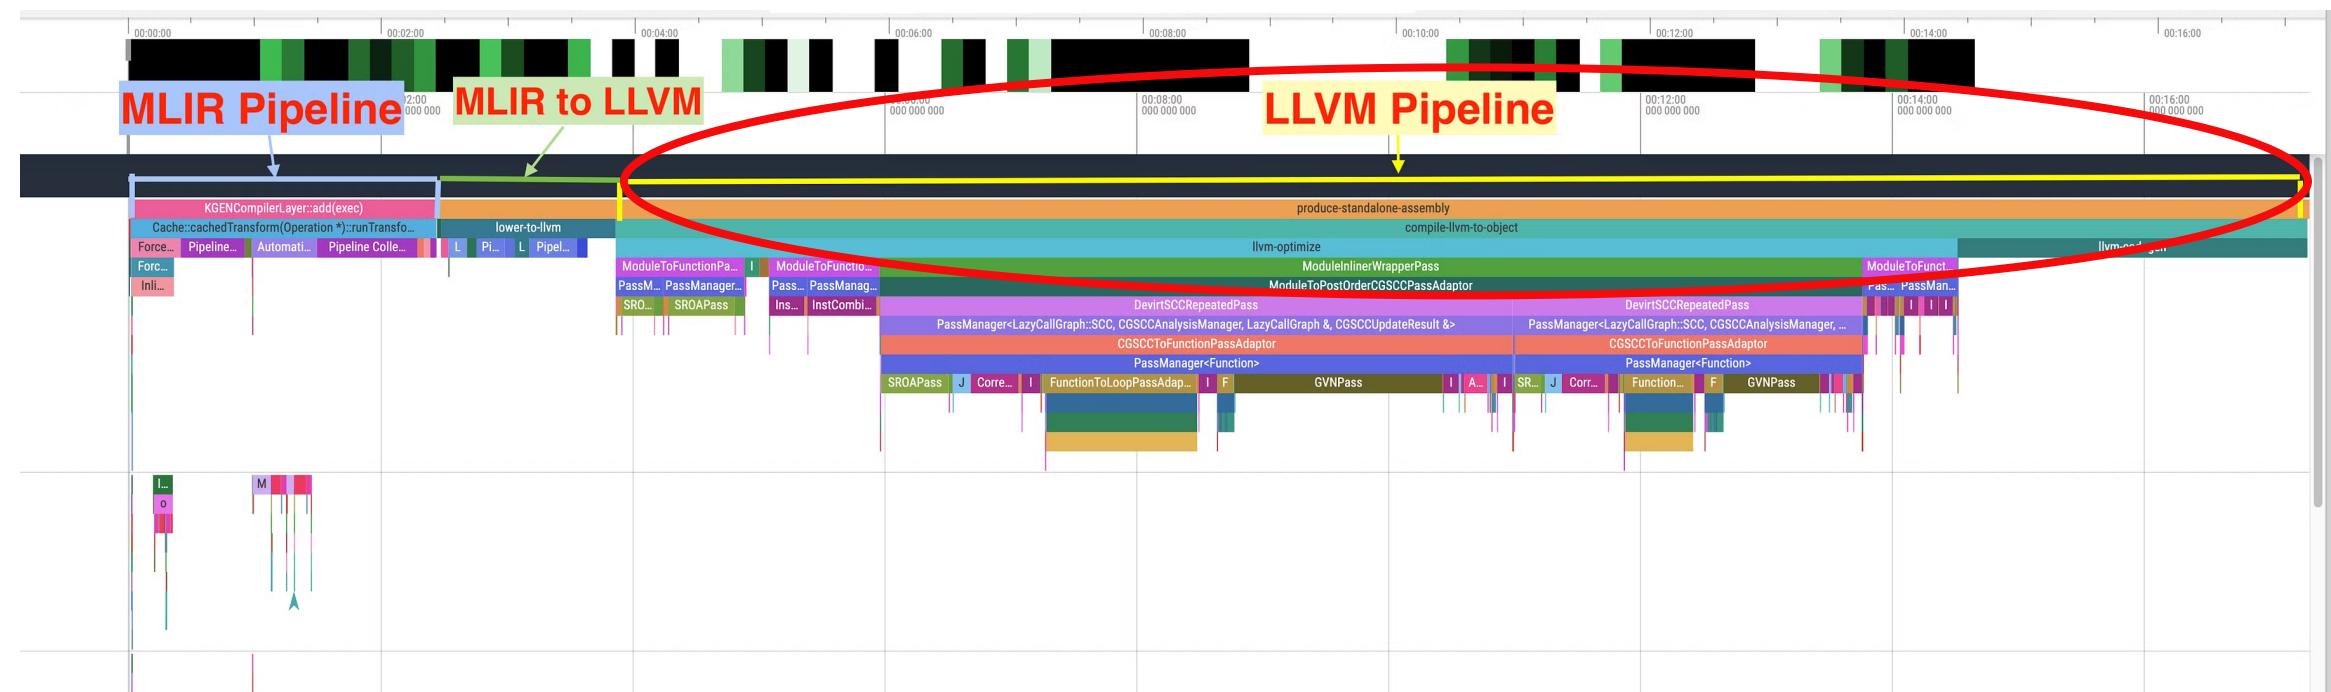 00:00:00 00:02:00 00:04:00 00:06:00 00:08:00 00:10:00 00:12:00 00:14:00 00:16:00
MLIR Pipeline
MLIR to LLVM
LLVM Pipeline
00:08:00 00:12:00 00:14:00 00:16:00
000 000 000 000 000 000 000 000 000 000 000 000 000 000 000
KGENCompilerLayer::add(exec) produce-standalone-assembly
Cache::cachedTransform(Operation *)::runTransfo... lower-to-llvm compile-llvm-to-object
Force... Pipeline... Automati... Pipeline Colle... L Pi... L Pipel... llvm-optimize
Forc... ModuleToFunctionPa... I ModuleToFunctio... ModuleInlinerWrapperPass ModuleToFunct...
Inli... PassM... PassManager... Pass... PassManag... ModuleToPostOrderCGSCCPassAdaptor Pas... PassMan...
SRO... SROAPass Ins... InstCombi... DevirtSCCRepeatedPass DevirtSCCRepeatedPass I I I
PassManager<LazyCallGraph::SCC, CGSCCAnalysisManager, LazyCallGraph &, CGSCCUpdateResult &> PassManager<LazyCallGraph::SCC, CGSCCAnalysisManager, ...
CGSCCToFunctionPassAdaptor CGSCCToFunctionPassAdaptor
PassManager<Function> PassManager<Function>
SROAPass J Corre... I FunctionToLoopPassAdap... I F GVNPass I A... I SR... J Corr... Function... F GVNPass
I... M
o